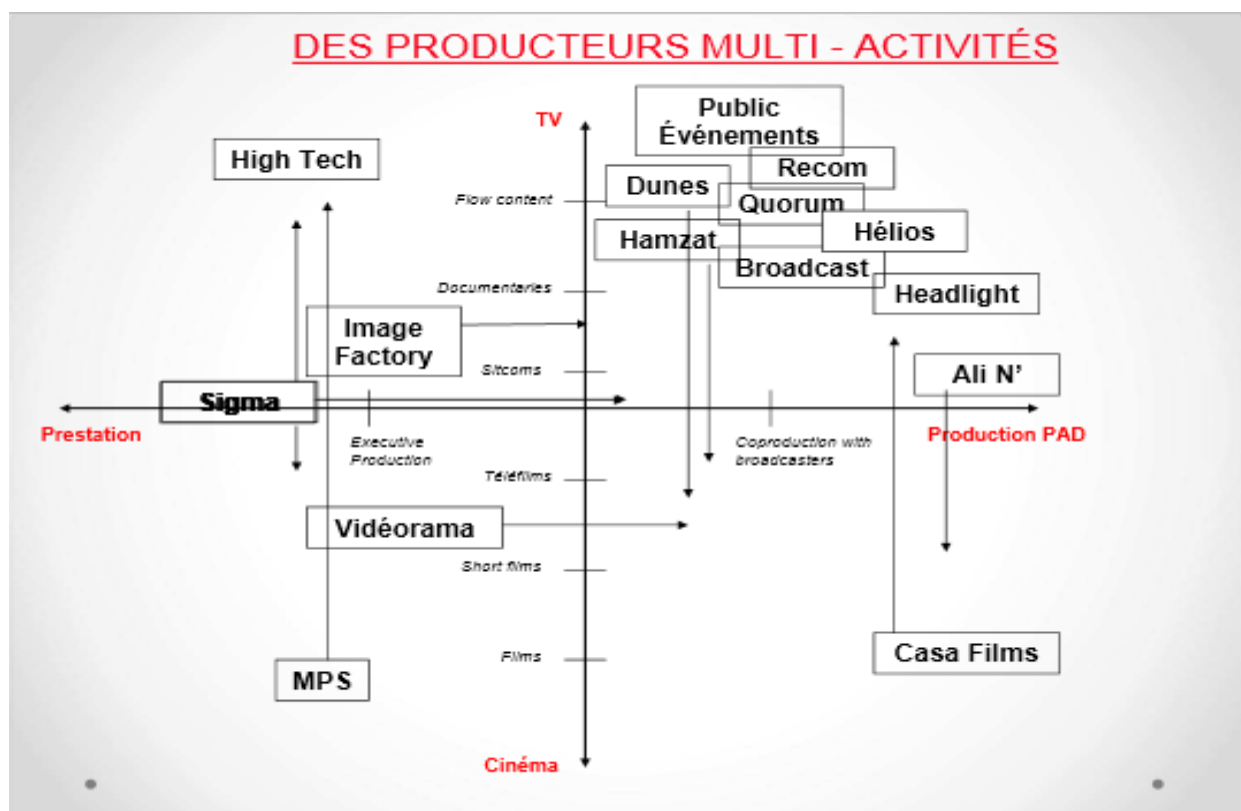 DES PRODUCTEURS MULTI - ACTIVITÉS
TV
Public
Événements
High Tech
Recom
Dunes
Flow content
Quorum
Hamzat
Hélios
Broadcast
Documentaries
Headlight
Image
Factory
Sitcoms
Ali N’
Sigma
Prestation
Executive
Production
Coproduction with
broadcasters
Production PAD
Téléfilms
Vidéorama
Short films
Films
Casa Films
MPS
Cinéma